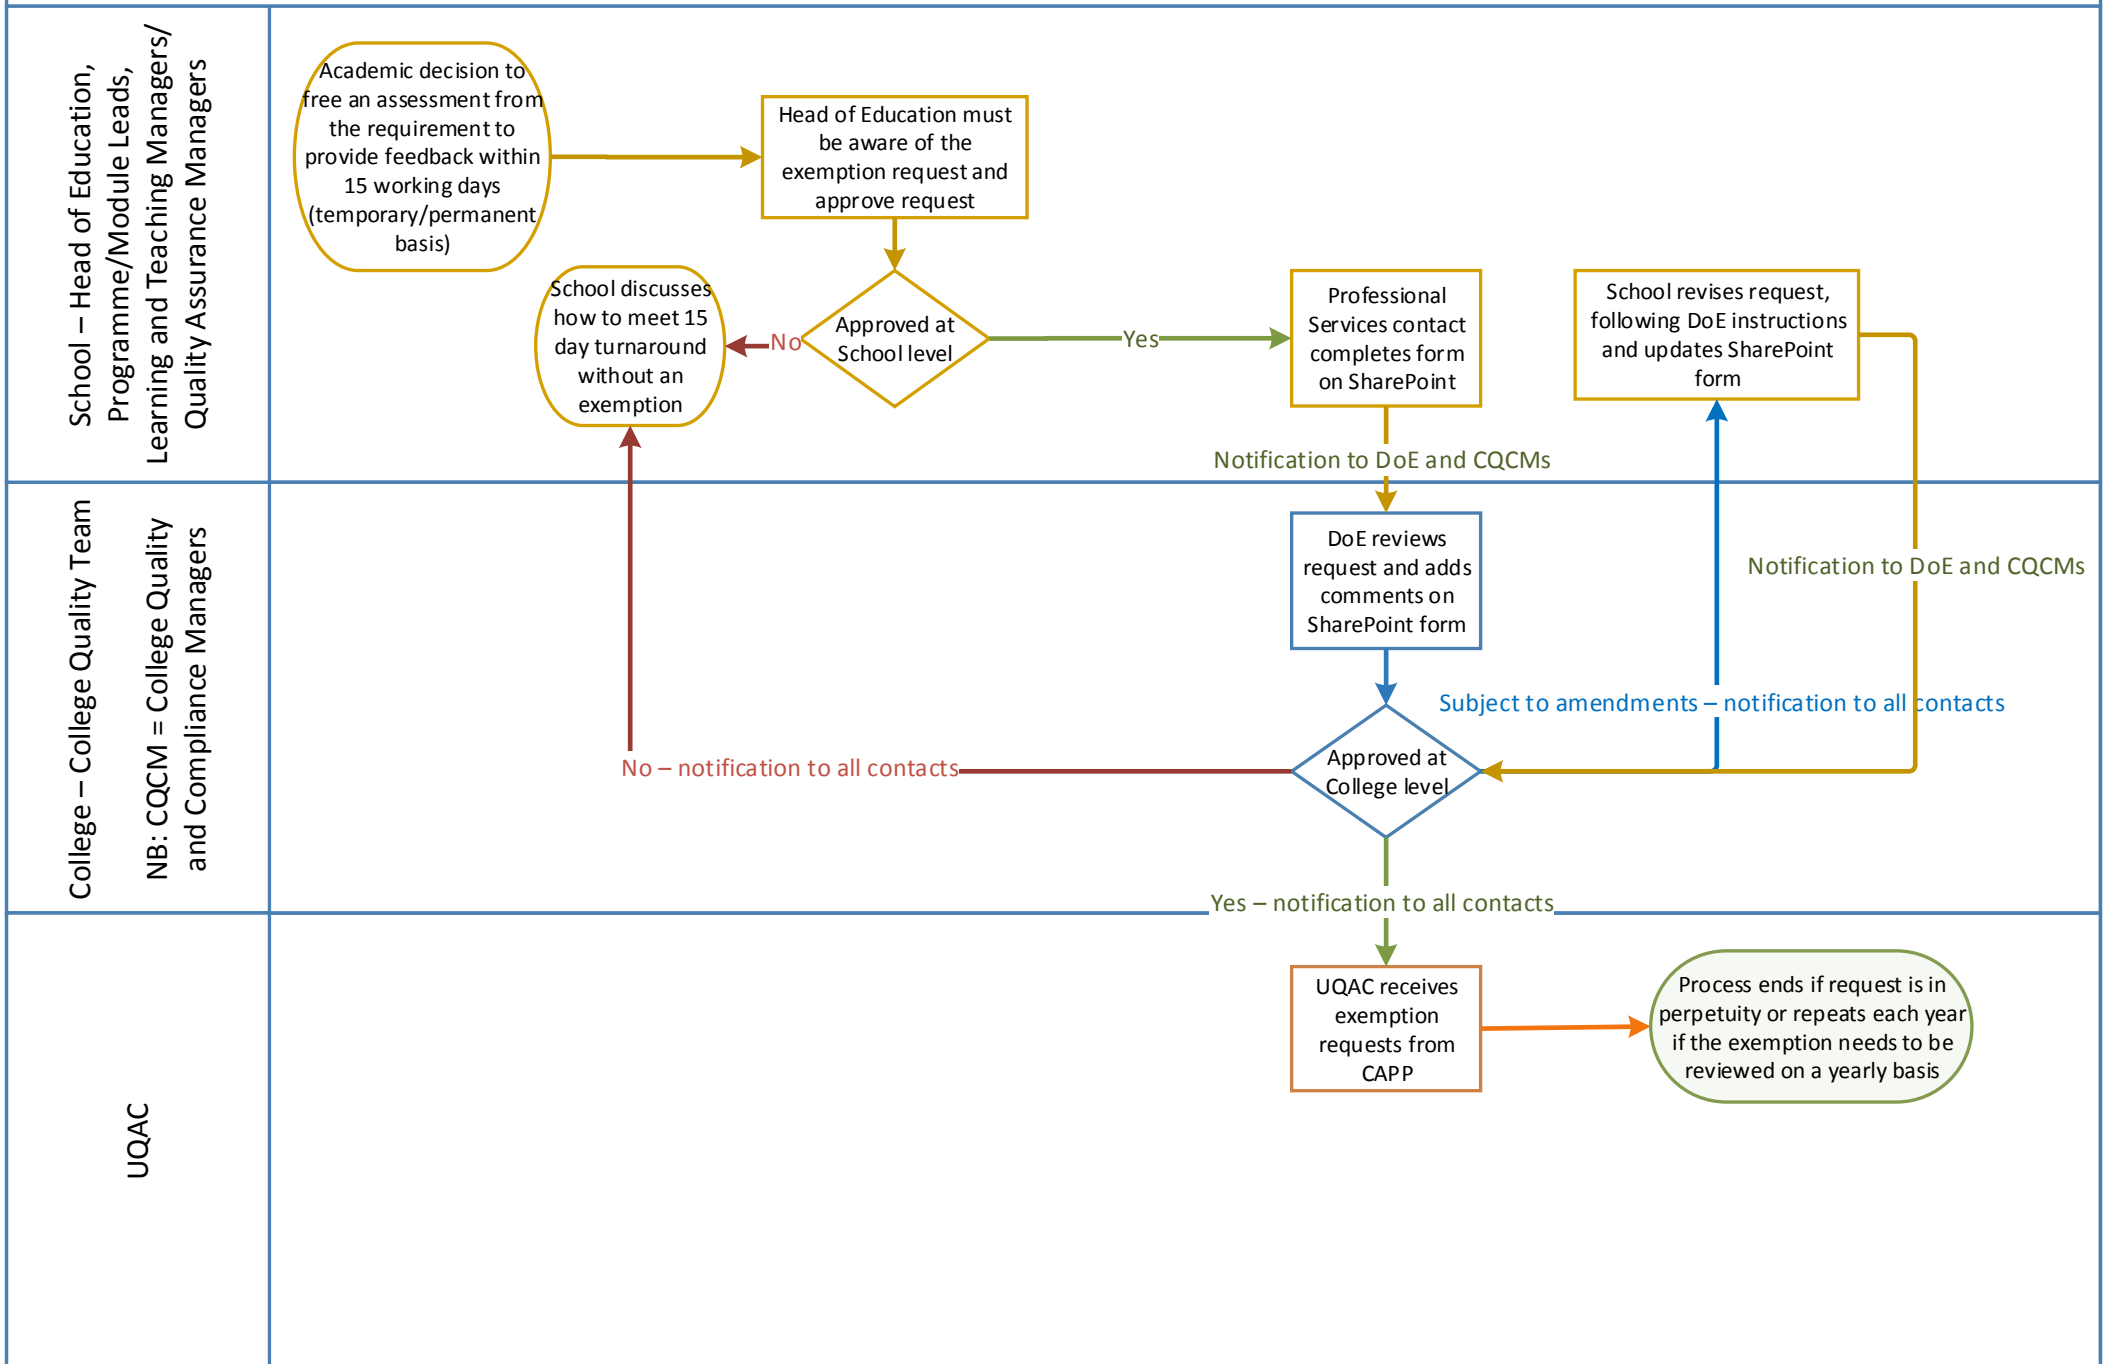 School – Head of Education,
Programme/Module Leads,
Learning and Teaching Managers/
Quality Assurance Managers
Academic decision to
free an assessment from
the requirement to
provide feedback within
15 working days
(temporary/permanent
basis)
Head of Education must
be aware of the
exemption request and
approve request
School discusses
how to meet 15
day turnaround
without an
exemption
No
Approved at
School level
Yes
Professional
Services contact
completes form
on SharePoint
School revises request,
following DoE instructions
and updates SharePoint
form
Notification to DoE and CQCMs
College – College Quality Team
NB: CQCM = College Quality
and Compliance Managers
DoE reviews
request and adds
comments on
SharePoint form
Notification to DoE and CQCMs
Subject to amendments – notification to all contacts
No – notification to all contacts
Approved at
College level
Yes – notification to all contacts
UQAC
UQAC receives
exemption
requests from
CAPP
Process ends if request is in
perpetuity or repeats each year
if the exemption needs to be
reviewed on a yearly basis